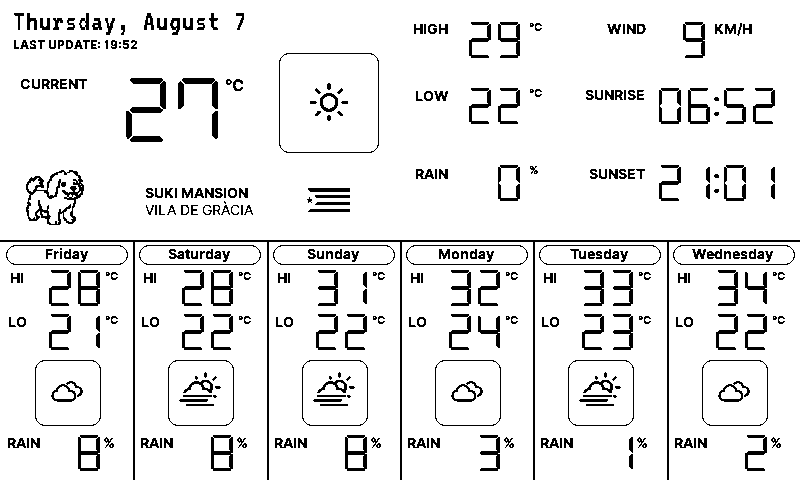 Thursday, August 7
LAST UPDATE: 19:52
CURRENT 27 °C
HIGH 29 °C
LOW 22 °C
RAIN 0 %
WIND 9 KM/H
SUNRISE 06:52
SUNSET 21:01
SUKI MANSION
VILA DE GRÀCIA
Friday
HI 28 °C
LO 21 °C
RAIN 8 %
Saturday
HI 28 °C
LO 22 °C
RAIN 8 %
Sunday
HI 31 °C
LO 22 °C
RAIN 8 %
Monday
HI 32 °C
LO 24 °C
RAIN 3 %
Tuesday
HI 33 °C
LO 23 °C
RAIN 1 %
Wednesday
HI 34 °C
LO 22 °C
RAIN 2 %